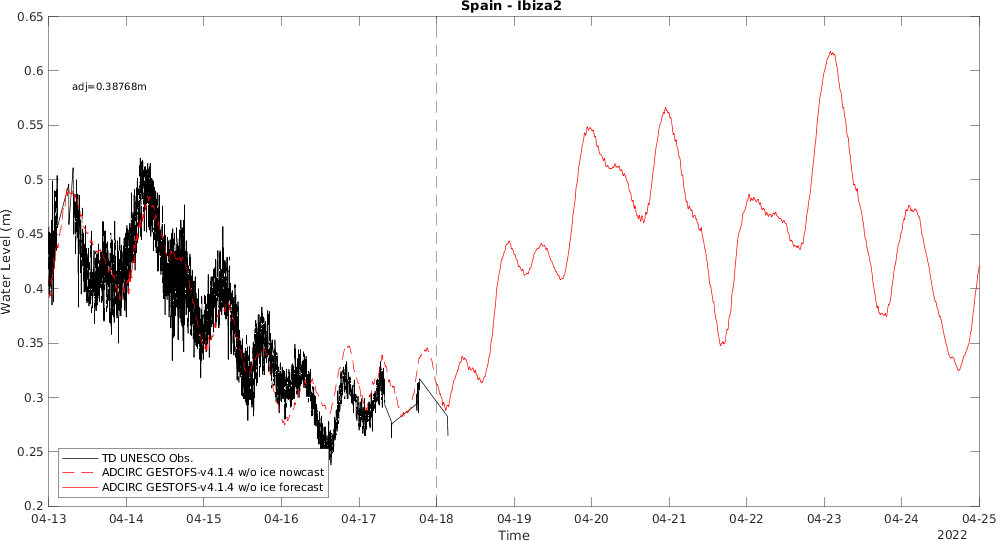 Spain - Ibiza2
0.65
0.6
0.55
0.5
0.45
0.4
0.35
0.3
0.25
0.2
Water Level (m)
adj=0.38768m
TD UNESCO Obs.
ADCIRC GESTOFS-v4.1.4 w/o ice nowcast
ADCIRC GESTOFS-v4.1.4 w/o ice forecast
04-13 04-14 04-15 04-16 04-17 04-18 04-19 04-20 04-21 04-22 04-23 04-24 04-25
Time
2022